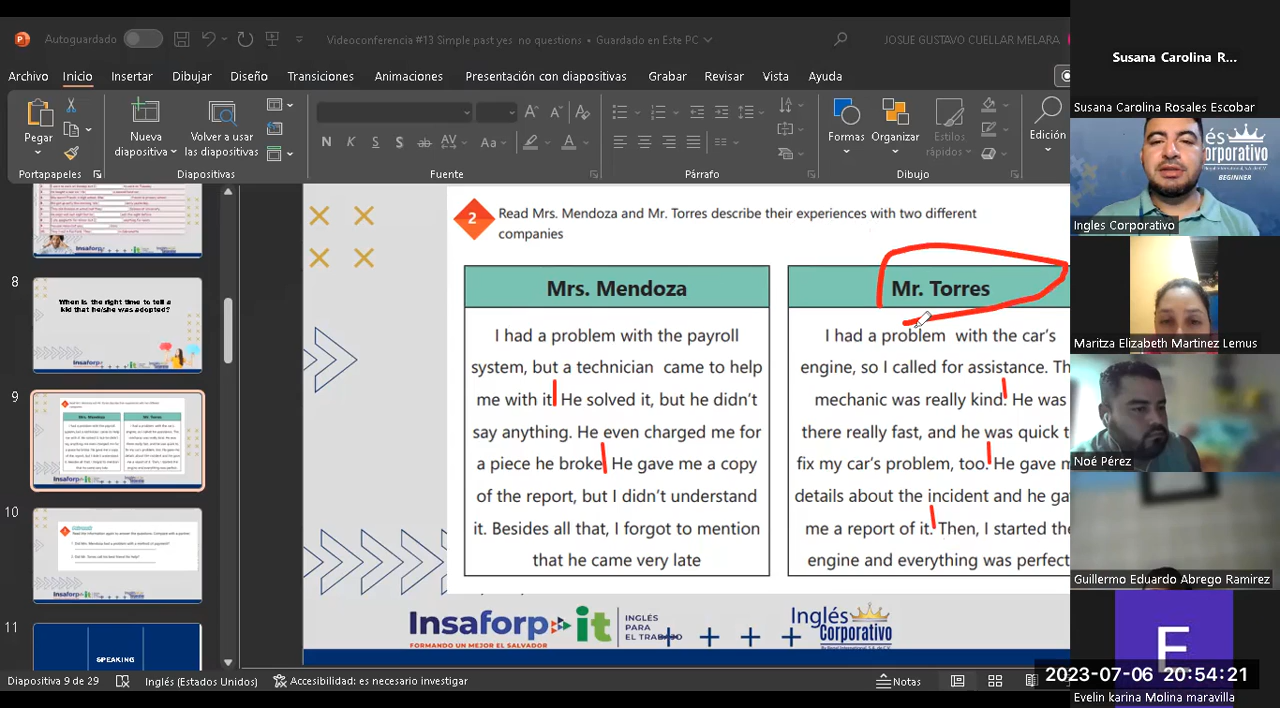 Autoguardado
Videoconferencia #13 Simple past yes no questions • Guardado en Este PC
JOSUE GUSTAVO CUELLAR MELARA
Archivo Inicio Insertar Dibujar Diseño Transiciones Animaciones Presentación con diapositivas Grabar Revisar Vista Ayuda
Pegar
Nueva diapositiva
Volver a usar las diapositivas
N K S S ab AV Aa A
Formas Organizar Estilos rápidos Edición
Portapapeles Diapositivas Fuente Párrafo Dibujo
8
When is the right time to tell a
kid that he/she was adopted?
9
10
11
SPEAKING
2
Read Mrs. Mendoza and Mr. Torres describe their experiences with two different
companies
Mrs. Mendoza
I had a problem with the payroll
system, but a technician came to help
me with it. He solved it, but he didn't
say anything. He even charged me for
a piece he broke. He gave me a copy
of the report, but I didn't understand
it. Besides all that, I forgot to mention
that he came very late
Mr. Torres
I had a problem with the car's
engine, so I called for assistance. Th
mechanic was really kind. He was
really fast, and he was quick t
fix my car's problem, too. He gave m
details about the incident and he ga
me a report of it. Then, I started the
engine and everything was perfect
Insaforp it
INGLÉS
PARA
EL TRABAJO
FORMANDO UN MEJOR EL SALVADOR
Inglés
Corporativo
Diapositiva 9 de 29 Inglés (Estados Unidos) Accesibilidad: es necesario investigar Notas
Susana Carolina R...
Susana Carolina Rosales Escobar
és
orporativo
BEGINNER
Ingles Corporativo
Maritza Elizabeth Martinez Lemus
Noé Pérez
Guillermo Eduardo Abrego Ramirez
E
2023-07-06 20:54:21
Evelin karina Molina maravilla